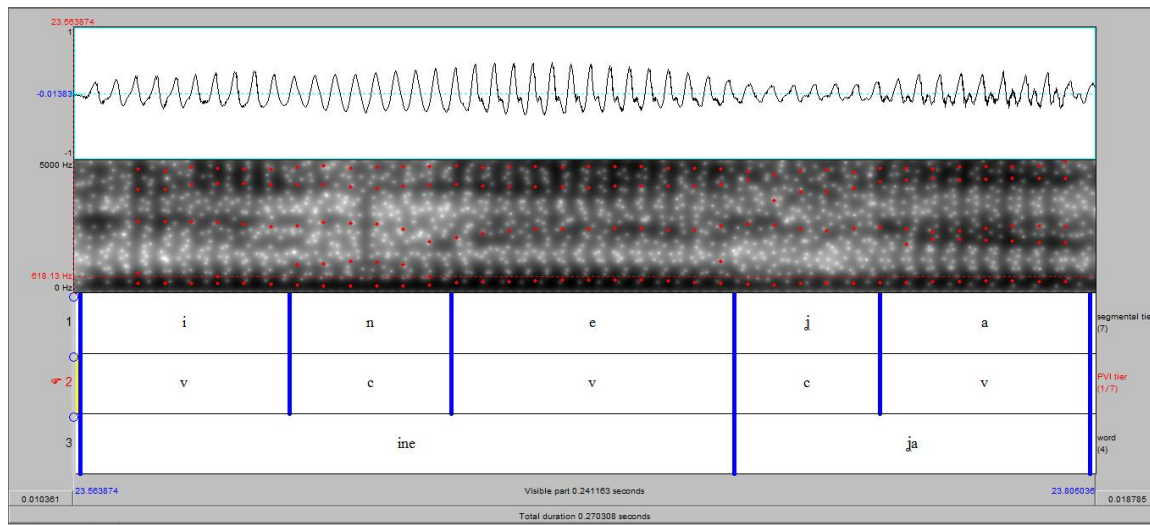 23.563874
1
-0.01383
-1
5000 Hz
618.13 Hz
0 Hz
1 i n e ʝ a segmental tie (7)
☞ 2 v c v c v PVI tier (1/7)
3 ine ʝa word (4)
0.010361 23.563874 Visible part 0.241163 seconds 23.805036 0.018785
Total duration 0.270308 seconds